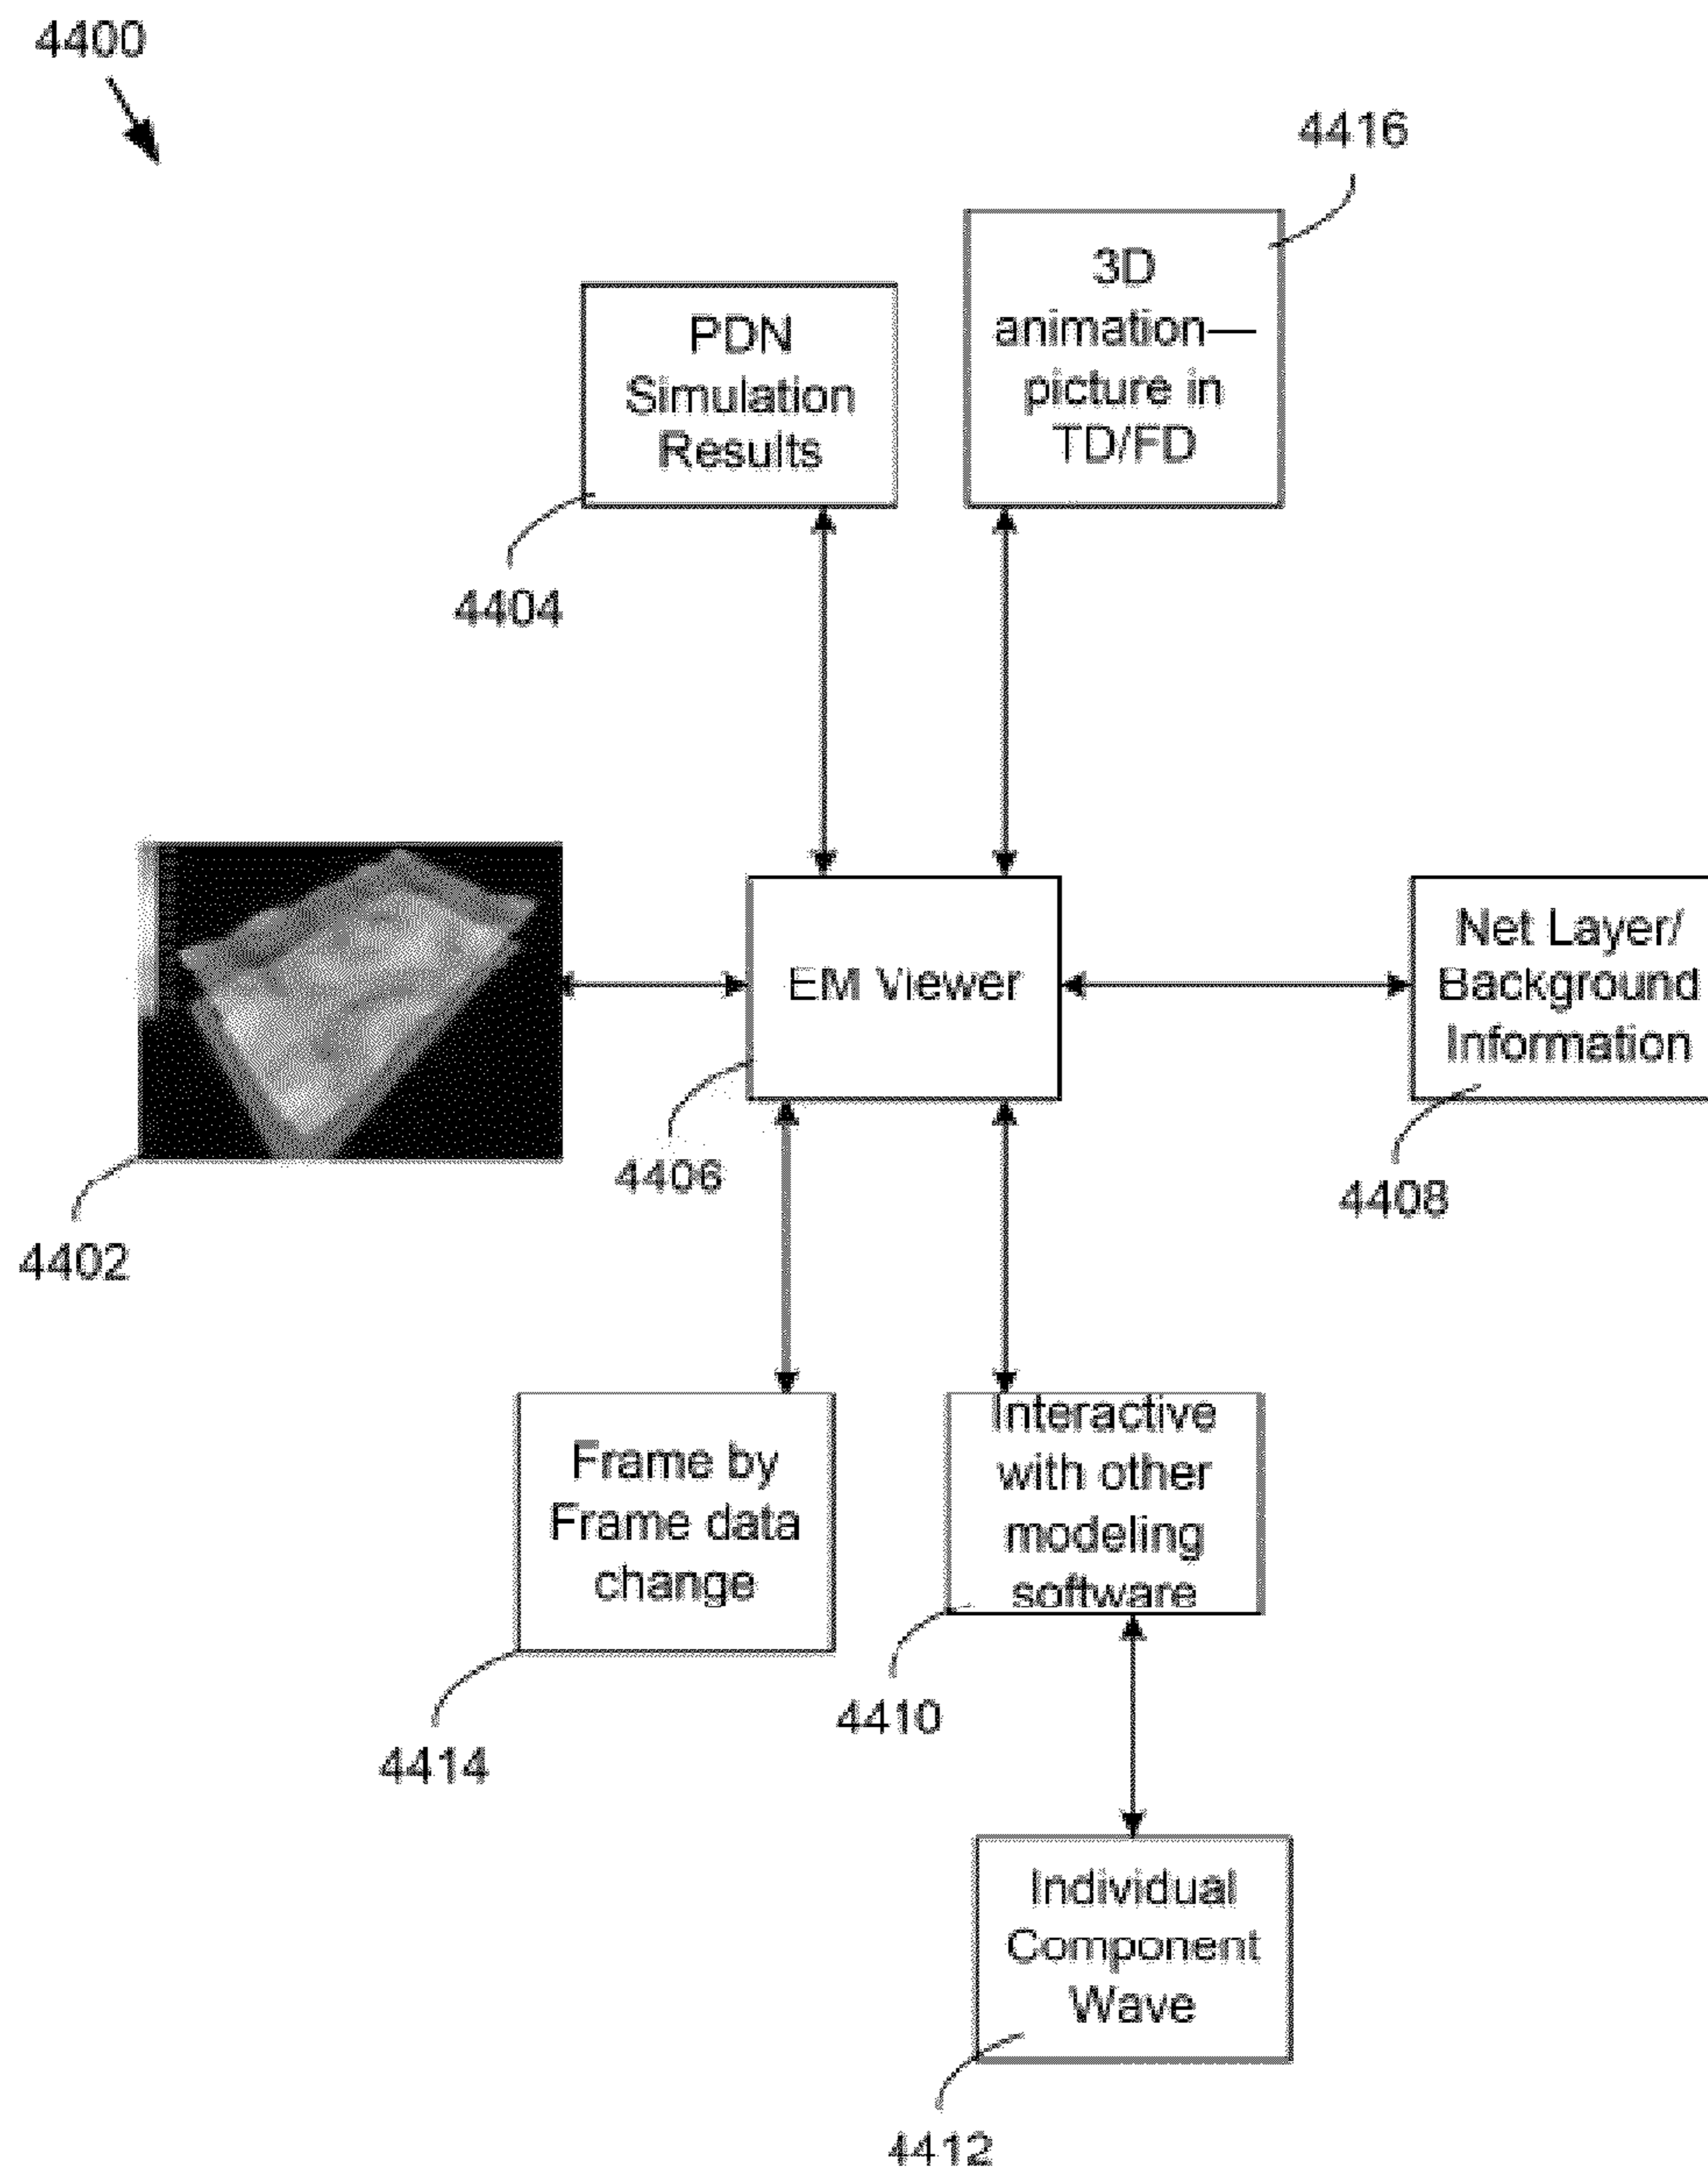 4400
4416
3D
animation—
picture in
TD/FD
PDN
Simulation
Results
4404
EM Viewer
4406
Net Layer/
Background
Information
4408
4402
Frame by
Frame data
change
4414
Interactive
with other
modeling
software
4410
Individual
Component
Wave
4412